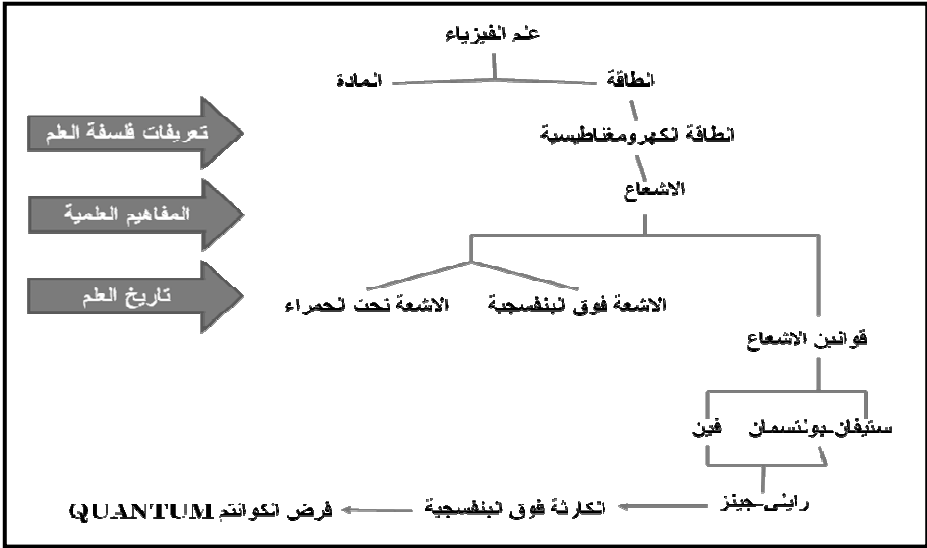 علم الفيزياء
الطاقة
المادة
تعريفات فلسفة العلم
الطاقة الكهرومغناطيسية
الاشعاع
المفاهيم العلمية
تاريخ العلم
الاشعة فوق البنفسجية
الاشعة تحت الحمراء
قوانين الاشعاع
ستيفان-بولتسمان
فين
رايلي-جينز
الكارثة فوق البنفسجية
فرض الكوانتم QUANTUM